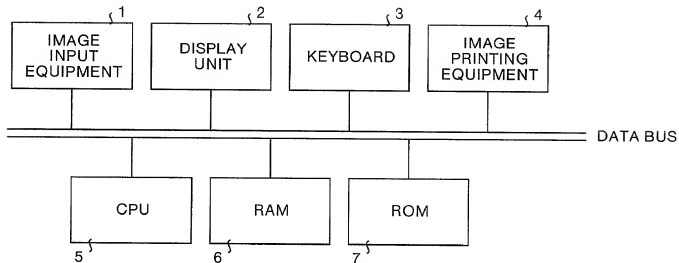 1
IMAGE
INPUT
EQUIPMENT
2
DISPLAY
UNIT
3
KEYBOARD
4
IMAGE
PRINTING
EQUIPMENT
DATA BUS
CPU
5
RAM
6
ROM
7